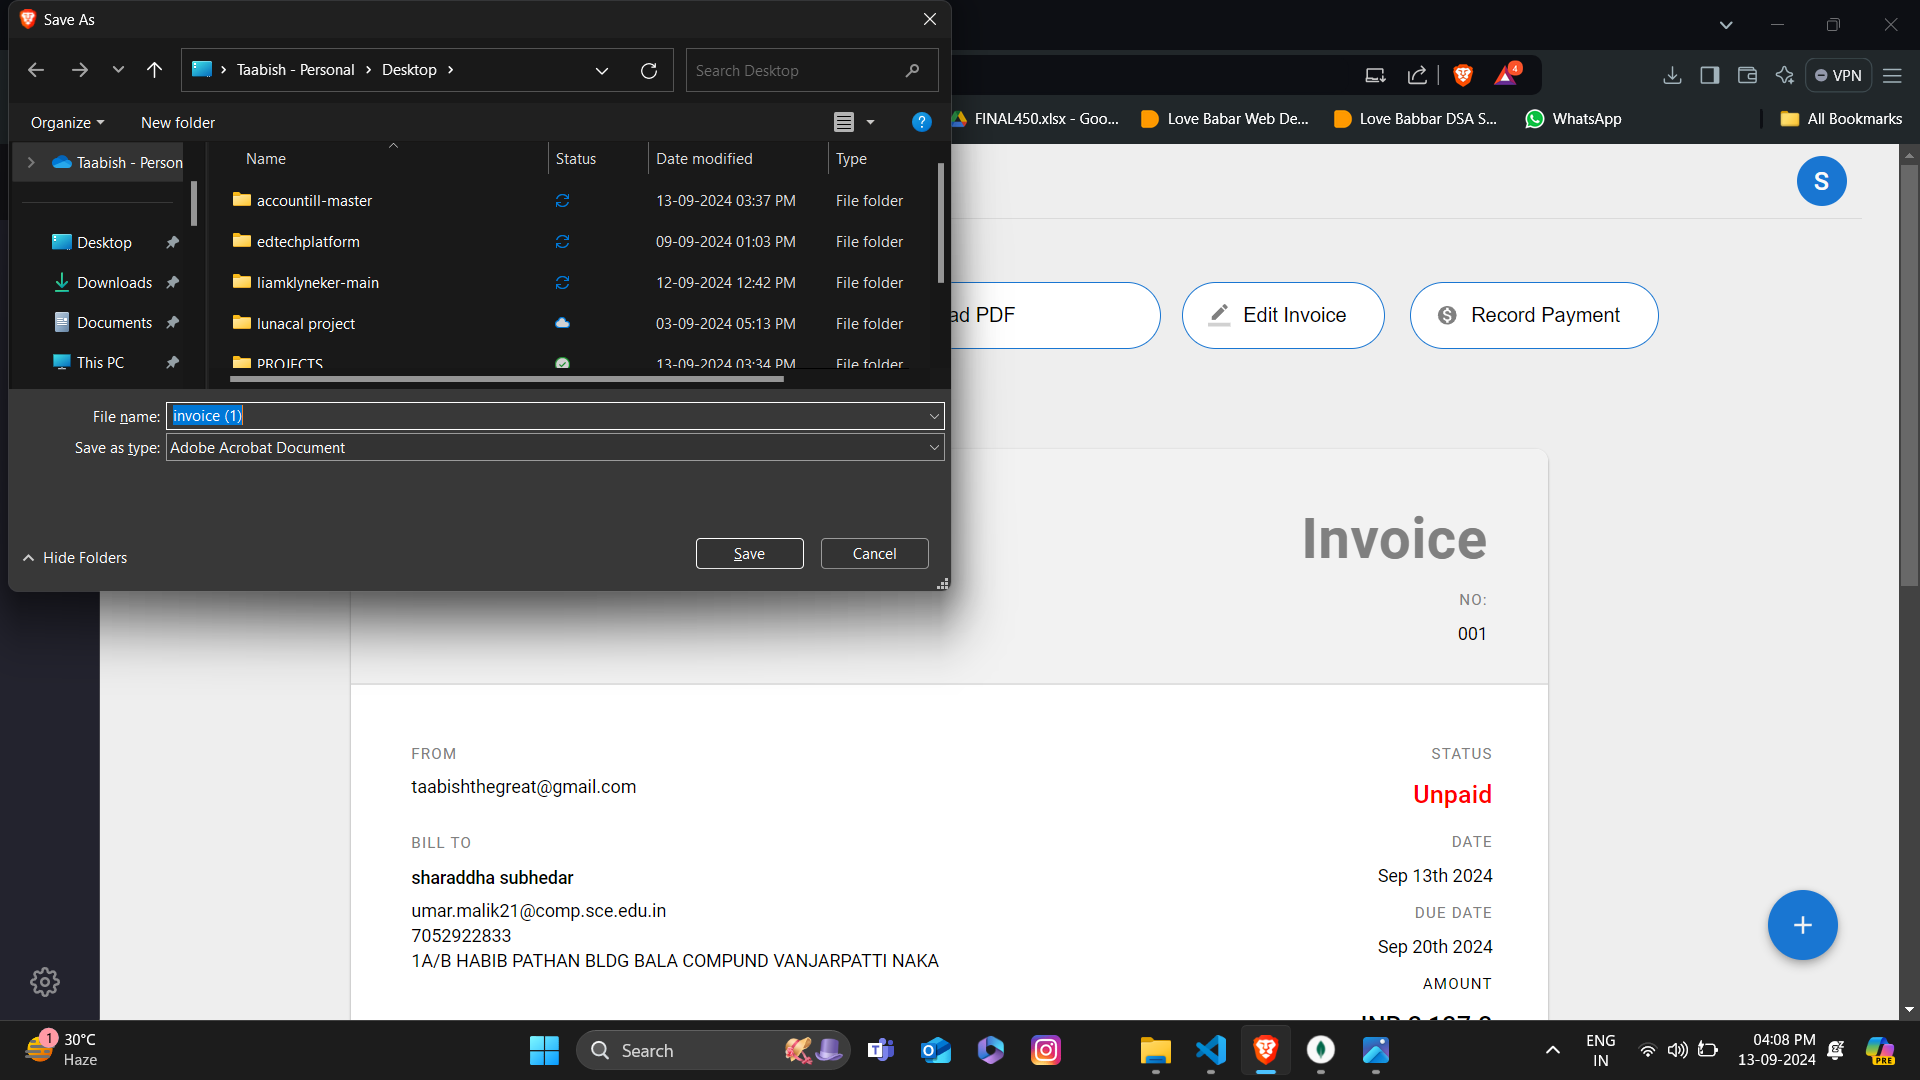 Save As
Taabish - Personal > Desktop >
Search Desktop
Organize
New folder
Taabish - Person
Desktop
Downloads
Documents
This PC
Name Status Date modified Type
accountill-master 13-09-2024 03:37 PM File folder
edtechplatform 09-09-2024 01:03 PM File folder
liamklyneker-main 12-09-2024 12:42 PM File folder
lunacal project 03-09-2024 05:13 PM File folder
PROJECTS 13-09-2024 03:34 PM File folder
File name: invoice (1)
Save as type: Adobe Acrobat Document
Hide Folders
Save
Cancel
4
VPN
FINAL450.xlsx - Goo...
Love Babar Web De...
Love Babbar DSA S...
WhatsApp
All Bookmarks
S
ad PDF
Edit Invoice
Record Payment
Invoice
NO:
001
FROM
taabishthegreat@gmail.com
BILL TO
sharaddha subhedar
umar.malik21@comp.sce.edu.in
7052922833
1A/B HABIB PATHAN BLDG BALA COMPUND VANJARPATTI NAKA
STATUS
Unpaid
DATE
Sep 13th 2024
DUE DATE
Sep 20th 2024
AMOUNT
1
30°C
Haze
Search
PRE
ENG
IN
04:08 PM
13-09-2024